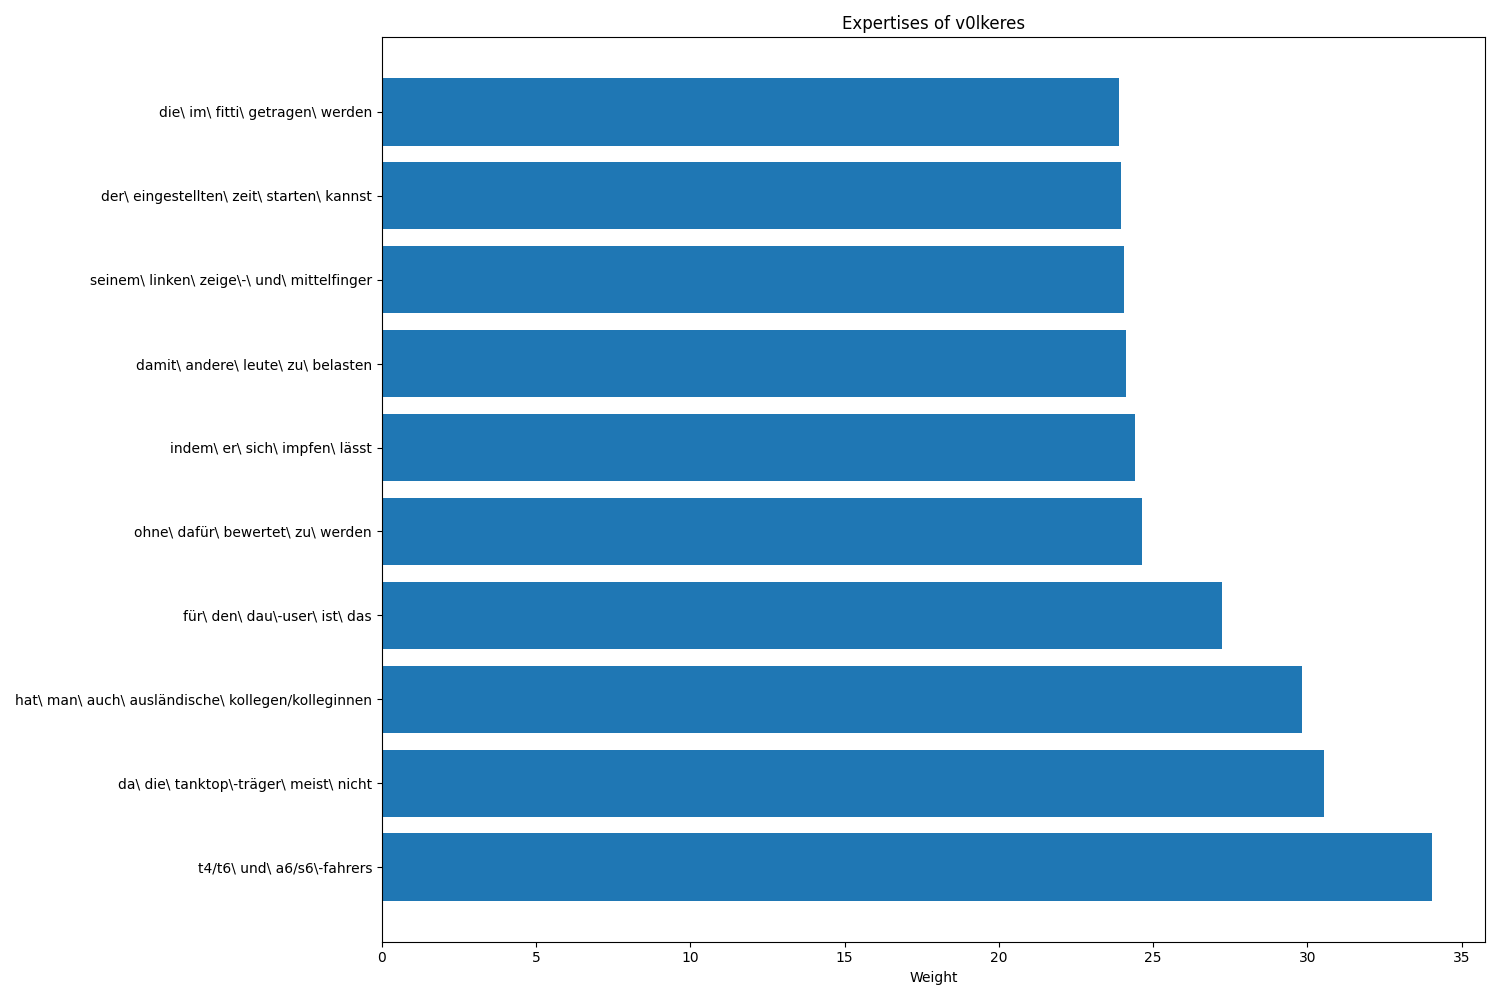 Expertises of v0lkeres
die\ im\ fitti\ getragen\ werden
der\ eingestellten\ zeit\ starten\ kannst
seinem\ linken\ zeige\-\ und\ mittelfinger
damit\ andere\ leute\ zu\ belasten
indem\ er\ sich\ impfen\ lässt
ohne\ dafür\ bewertet\ zu\ werden
für\ den\ dau\-user\ ist\ das
hat\ man\ auch\ ausländische\ kollegen/kolleginnen
da\ die\ tanktop\-träger\ meist\ nicht
t4/t6\ und\ a6/s6\-fahrers
0 5 10 15 20 25 30 35
Weight